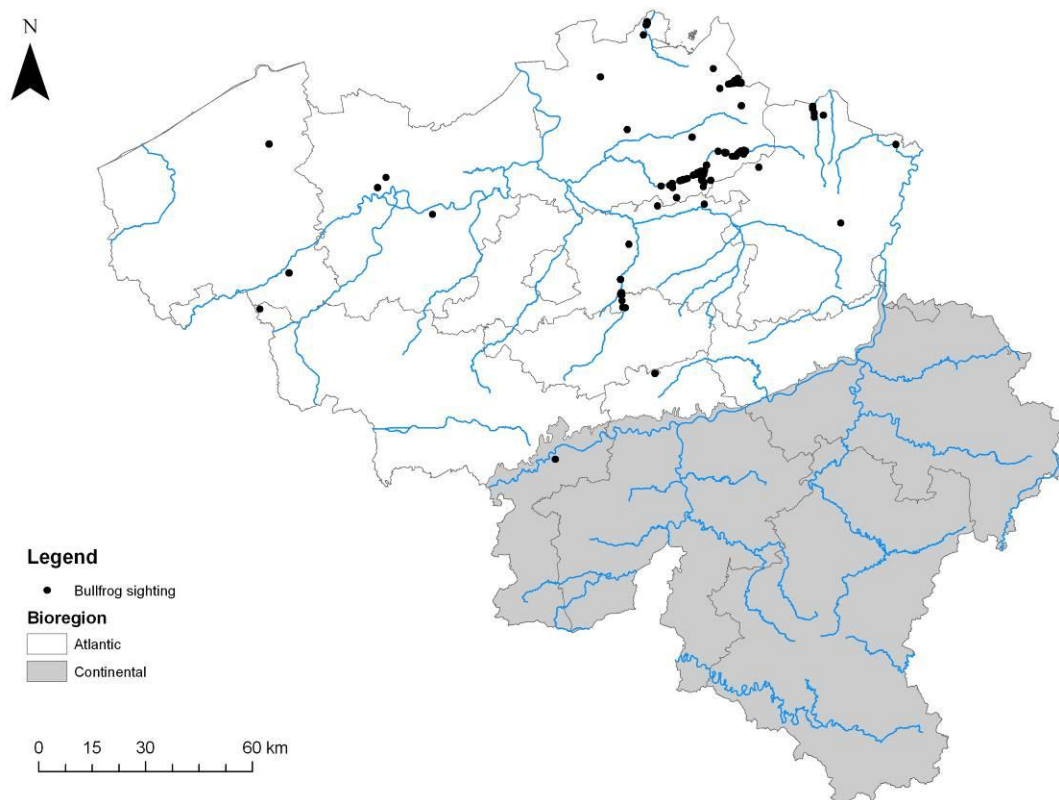 N
Legend
Bullfrog sighting
Bioregion
Atlantic
Continental
0 15 30 60 km